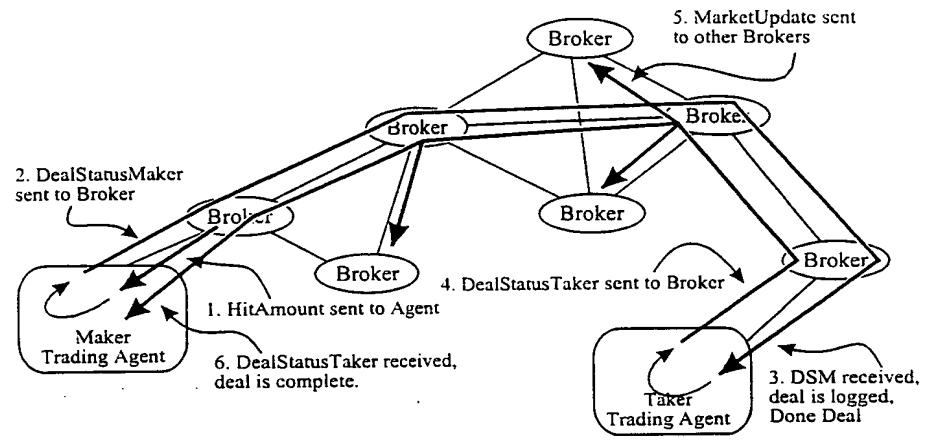 5. MarketUpdate sent
to other Brokers
Broker
Broker
Broker
2. DealStatusMaker
sent to Broker
Broker
Broker
Broker
Broker
4. DealStatusTaker sent to Broker
1. HitAmount sent to Agent
Maker
Trading Agent
6. DealStatusTaker received,
deal is complete.
3. DSM received,
deal is logged,
Done Deal
Taker
Trading Agent